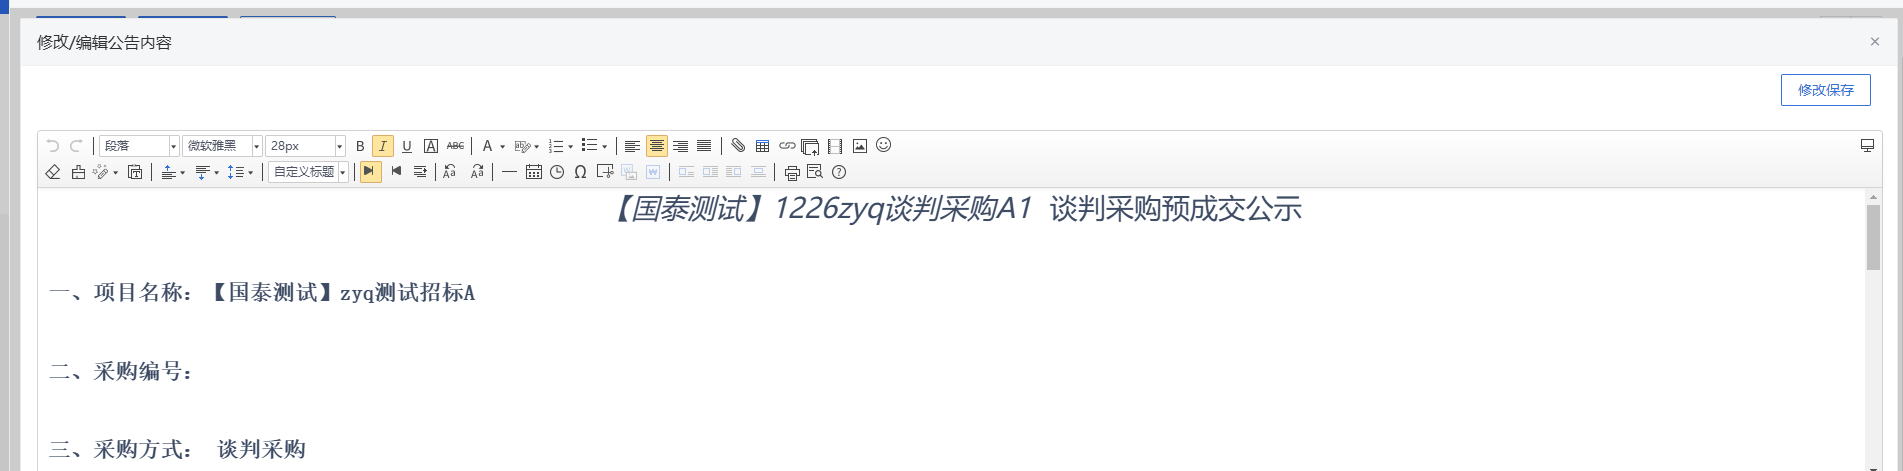 修改/编辑公告内容
×
修改保存
段落 微软雅黑 28px B I U A ABC A
自定义标题
【国泰测试】1226zyq谈判采购A1 谈判采购预成交公示
一、项目名称：【国泰测试】zyq测试招标A
二、采购编号：
三、采购方式： 谈判采购